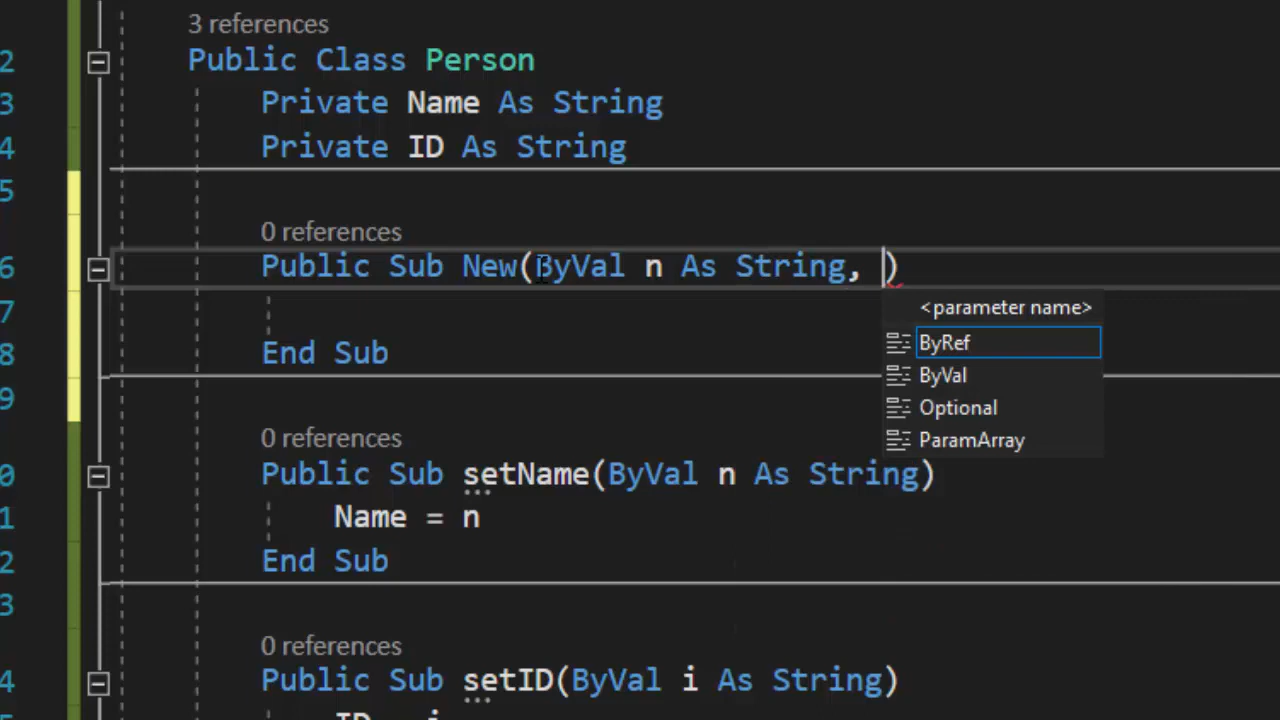 3 references
2 Public Class Person
3 Private Name As String
4 Private ID As String
5
0 references
6 Public Sub New(ByVal n As String, )
<parameter name>
7
ByRef
8 End Sub
ByVal
9
Optional
ParamArray
0 references
0 Public Sub setName(ByVal n As String)
1 Name = n
2 End Sub
3
0 references
4 Public Sub setID(ByVal i As String)
ID = i